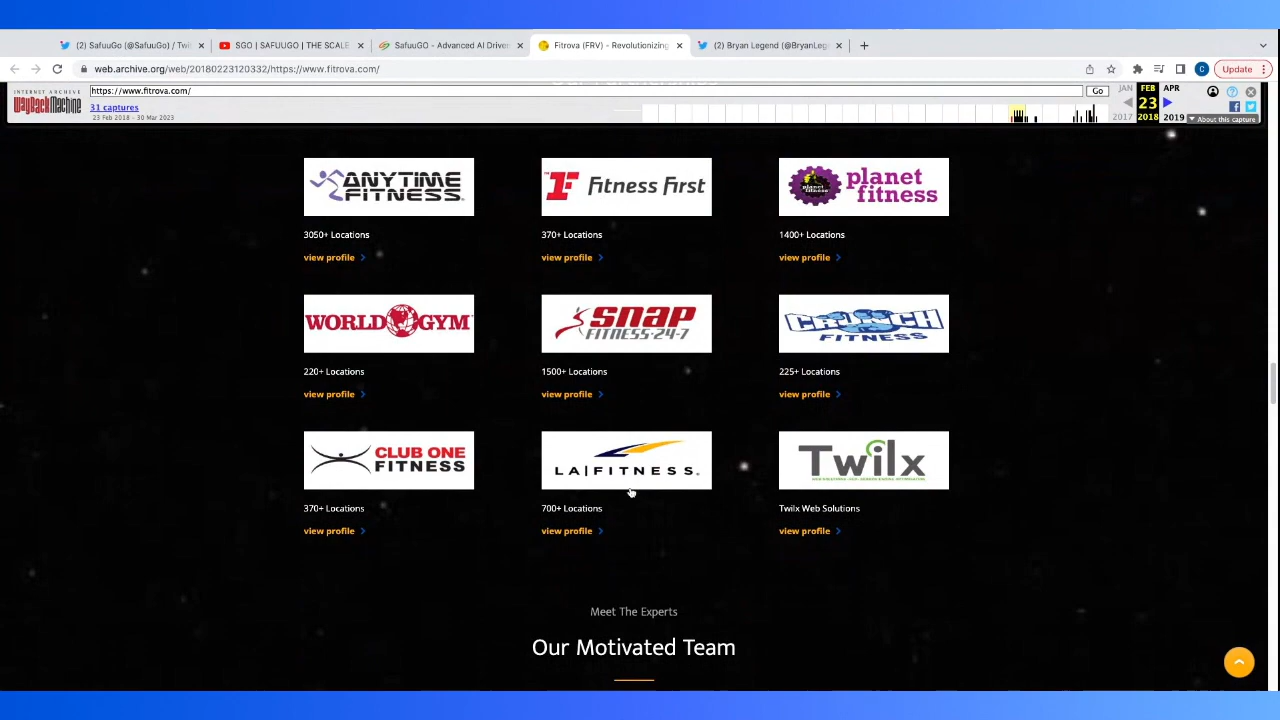 (2) SafuuGo (@SafuuGo) / Twi
SGO | SAFUUGO | THE SCALE
SafuuGo - Advanced AI Driven
Fitrova (FRV) - Revolutionizing
(2) Bryan Legend (@BryanLeg
web.archive.org/web/20180223120332/https://www.fitrova.com/
C
Update
INTERNET ARCHIVE
WayBackMachine
https://www.fitrova.com/
Go
JAN
FEB
APR
31 captures
23
23 Feb 2018 - 30 Mar 2023
2017
2018
2019
About this capture
Our Partnerships
ANYTIME
FITNESS
Fitness First
planet
fitness
3050+ Locations
370+ Locations
1400+ Locations
view profile
view profile
view profile
WORLD GYM
SNAP
FITNESS·24-7
CRUNCH
FITNESS
220+ Locations
1500+ Locations
225+ Locations
view profile
view profile
view profile
CLUB ONE
FITNESS
LA|FITNESS.
Twilx
370+ Locations
700+ Locations
Twilx Web Solutions
view profile
view profile
view profile
Meet The Experts
Our Motivated Team